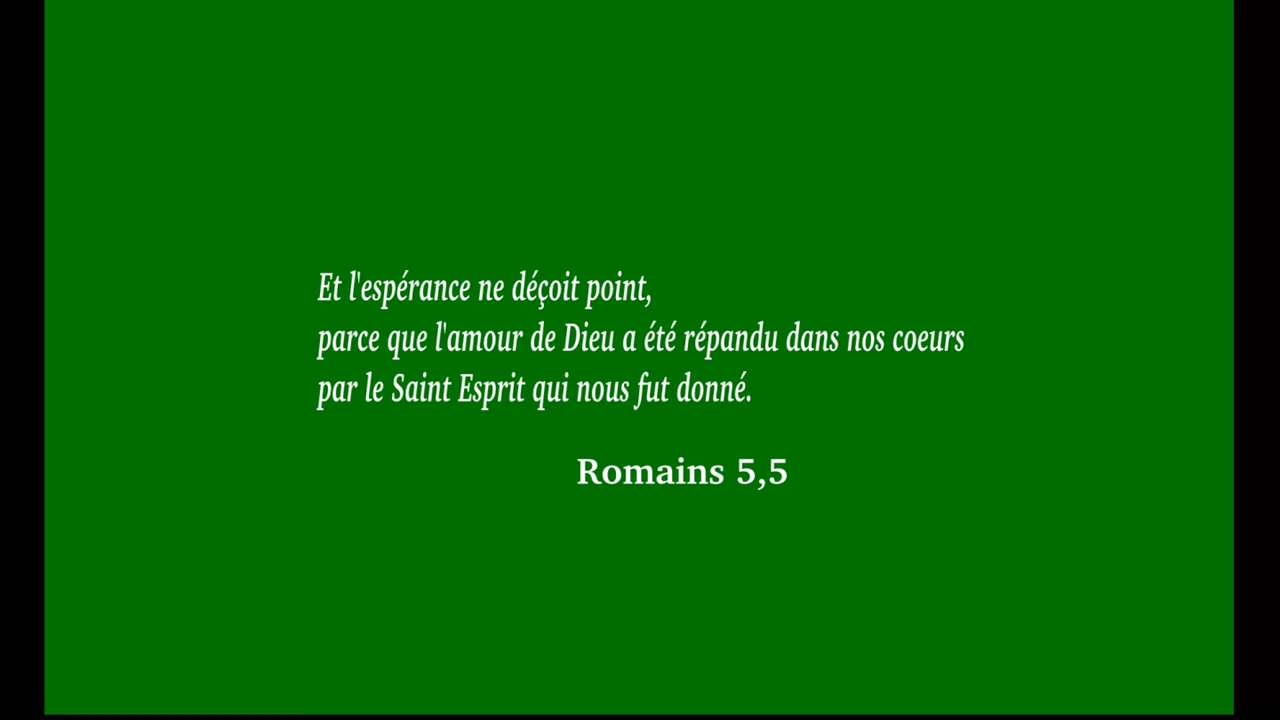 Et l'espérance ne déçoit point,
parce que l'amour de Dieu a été répandu dans nos coeurs
par le Saint Esprit qui nous fut donné.
Romains 5,5